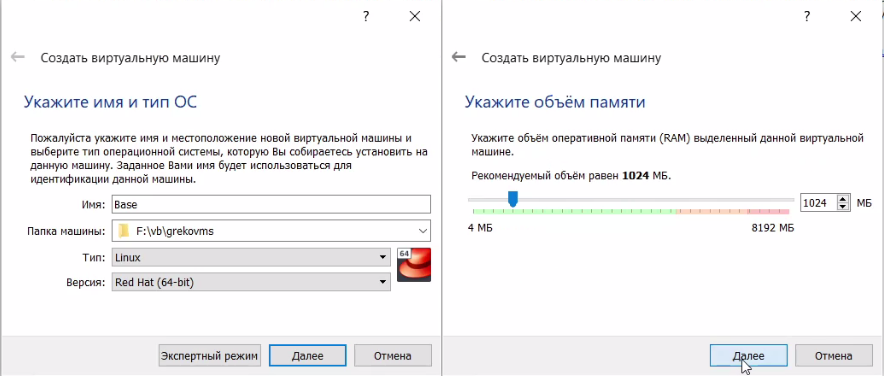 ?
Создать виртуальную машину
Укажите имя и тип ОС
Пожалуйста укажите имя и местоположение новой виртуальной машины и
выберите тип операционной системы, которую Вы собираетесь установить на
данную машину. Заданное Вами имя будет использоваться для
идентификации данной машины.
Имя: Base
Папка машины: F:\vb\grekovms
Тип: Linux
64
Версия: Red Hat (64-bit)
Экспертный режим Далее Отмена
?
Создать виртуальную машину
Укажите объём памяти
Укажите объём оперативной памяти (RAM) выделенный данной виртуальной
машине.
Рекомендуемый объём равен 1024 МБ.
1024 МБ
4 МБ 8192 МБ
Далее Отмена